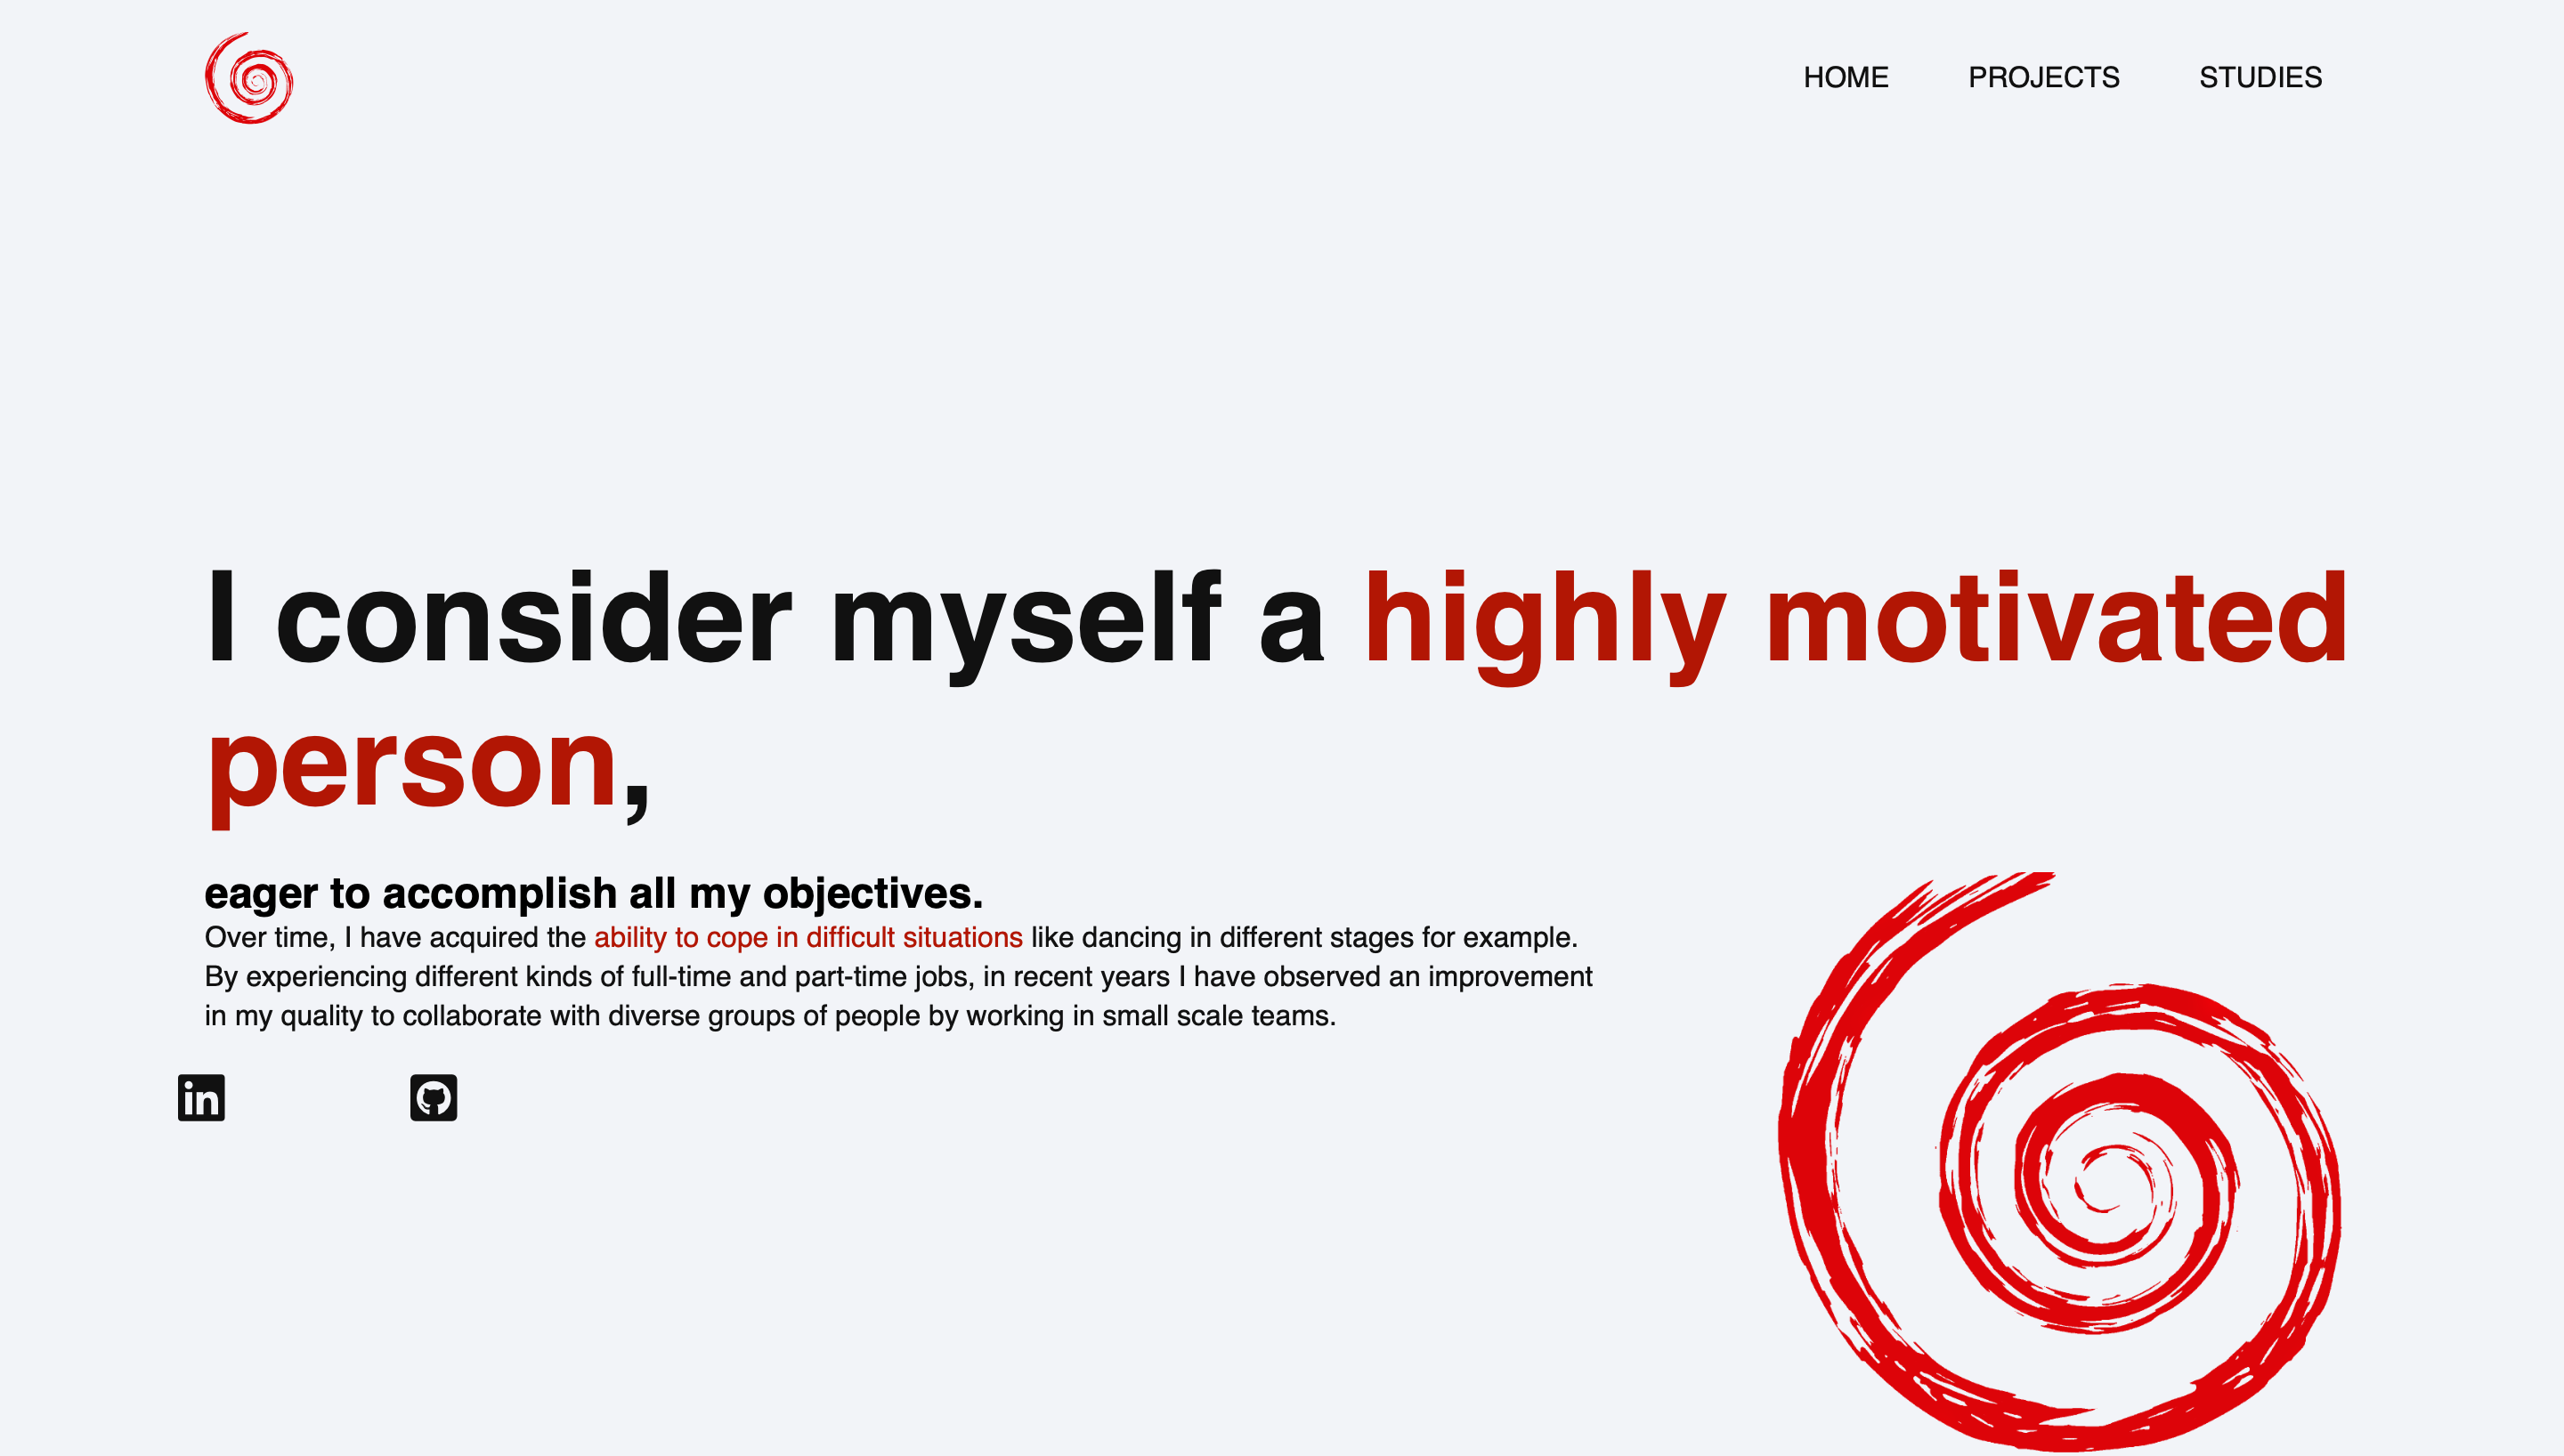 HOME PROJECTS STUDIES
I consider myself a highly motivated
person,
eager to accomplish all my objectives.
Over time, I have acquired the ability to cope in difficult situations like dancing in different stages for example.
By experiencing different kinds of full-time and part-time jobs, in recent years I have observed an improvement
in my quality to collaborate with diverse groups of people by working in small scale teams.
in